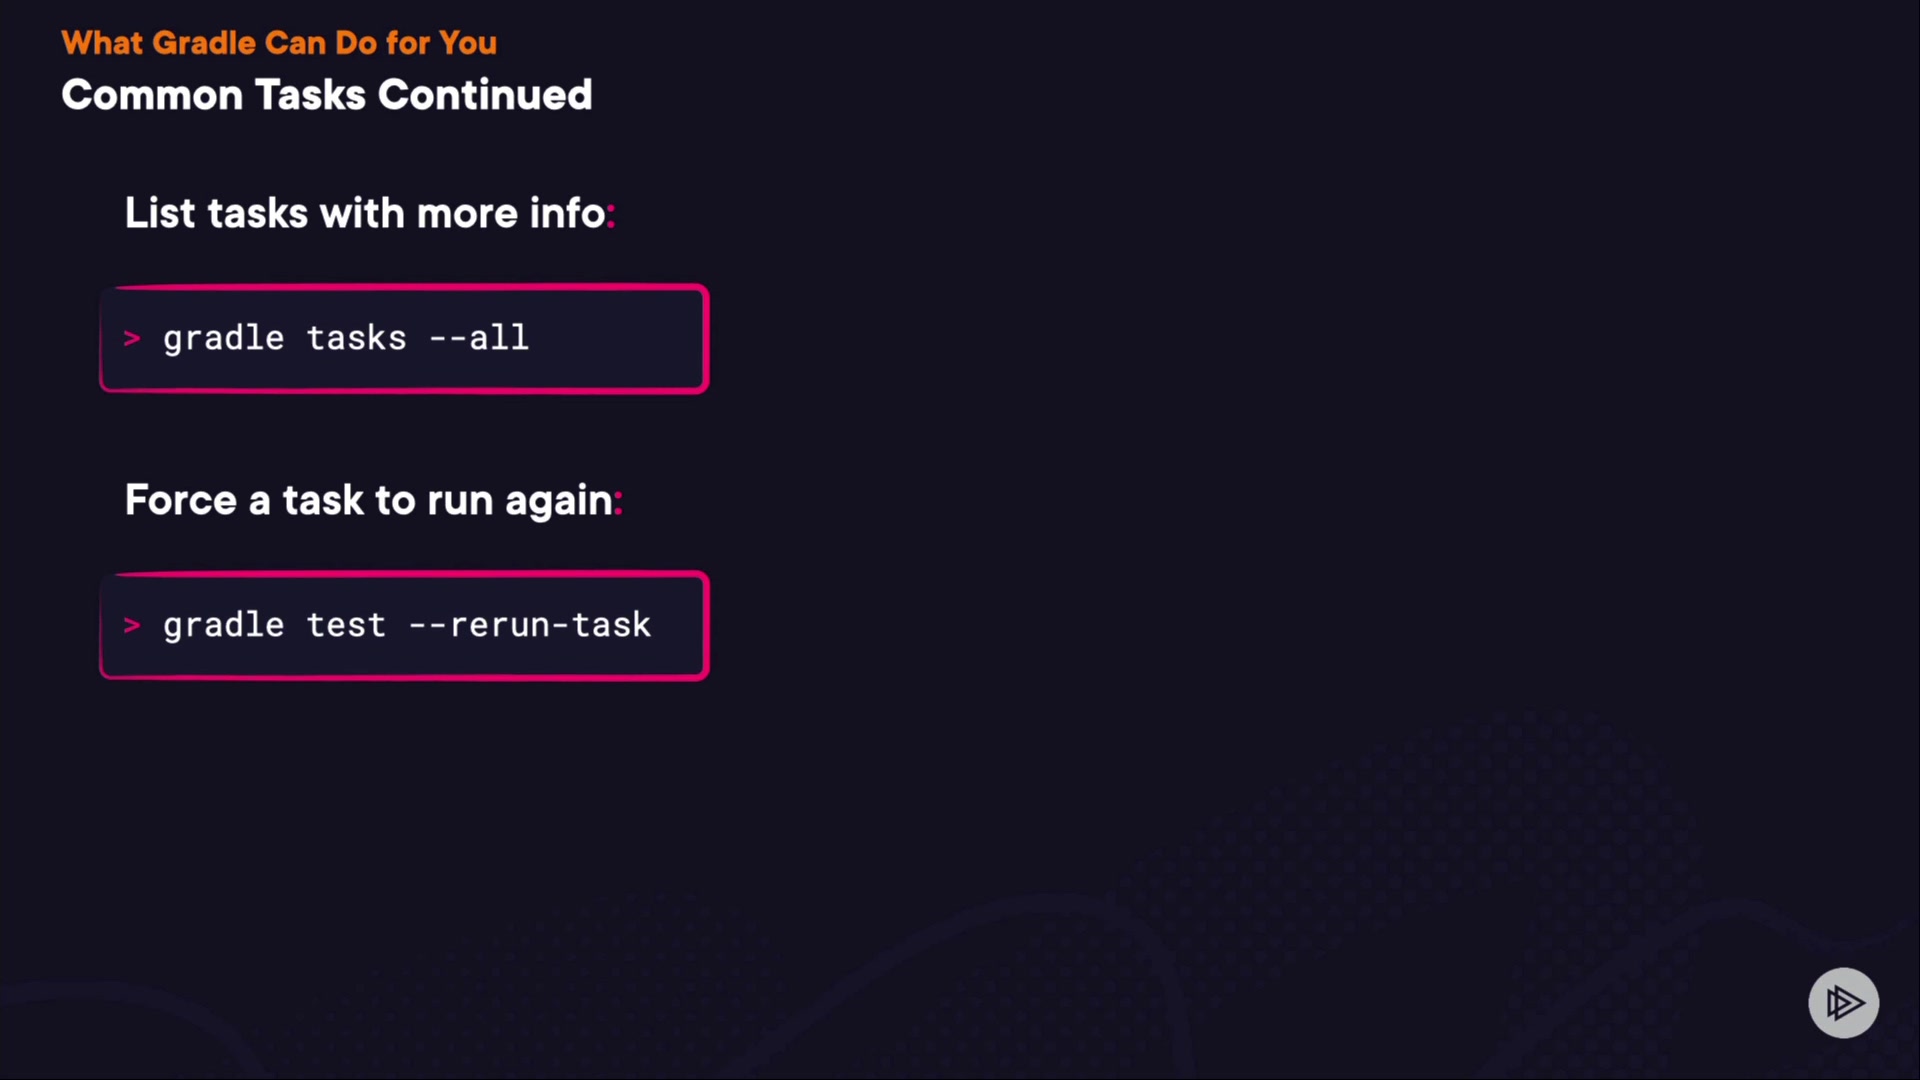 What Gradle Can Do for You
Common Tasks Continued
List tasks with more info:
> gradle tasks --all
Force a task to run again:
> gradle test --rerun-task